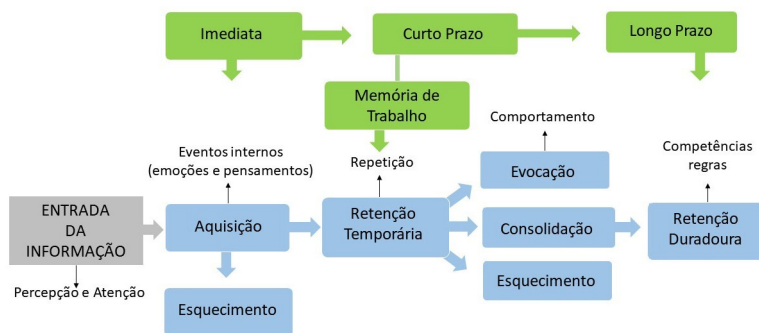 Imediata
Curto Prazo
Longo Prazo
Memória de
Trabalho
Comportamento
Eventos internos
(emoções e pensamentos)
Repetição
Evocação
Competências
regras
ENTRADA
DA
INFORMAÇÃO
Aquisição
Retenção
Temporária
Consolidação
Retenção
Duradoura
Percepção e Atenção
Esquecimento
Esquecimento